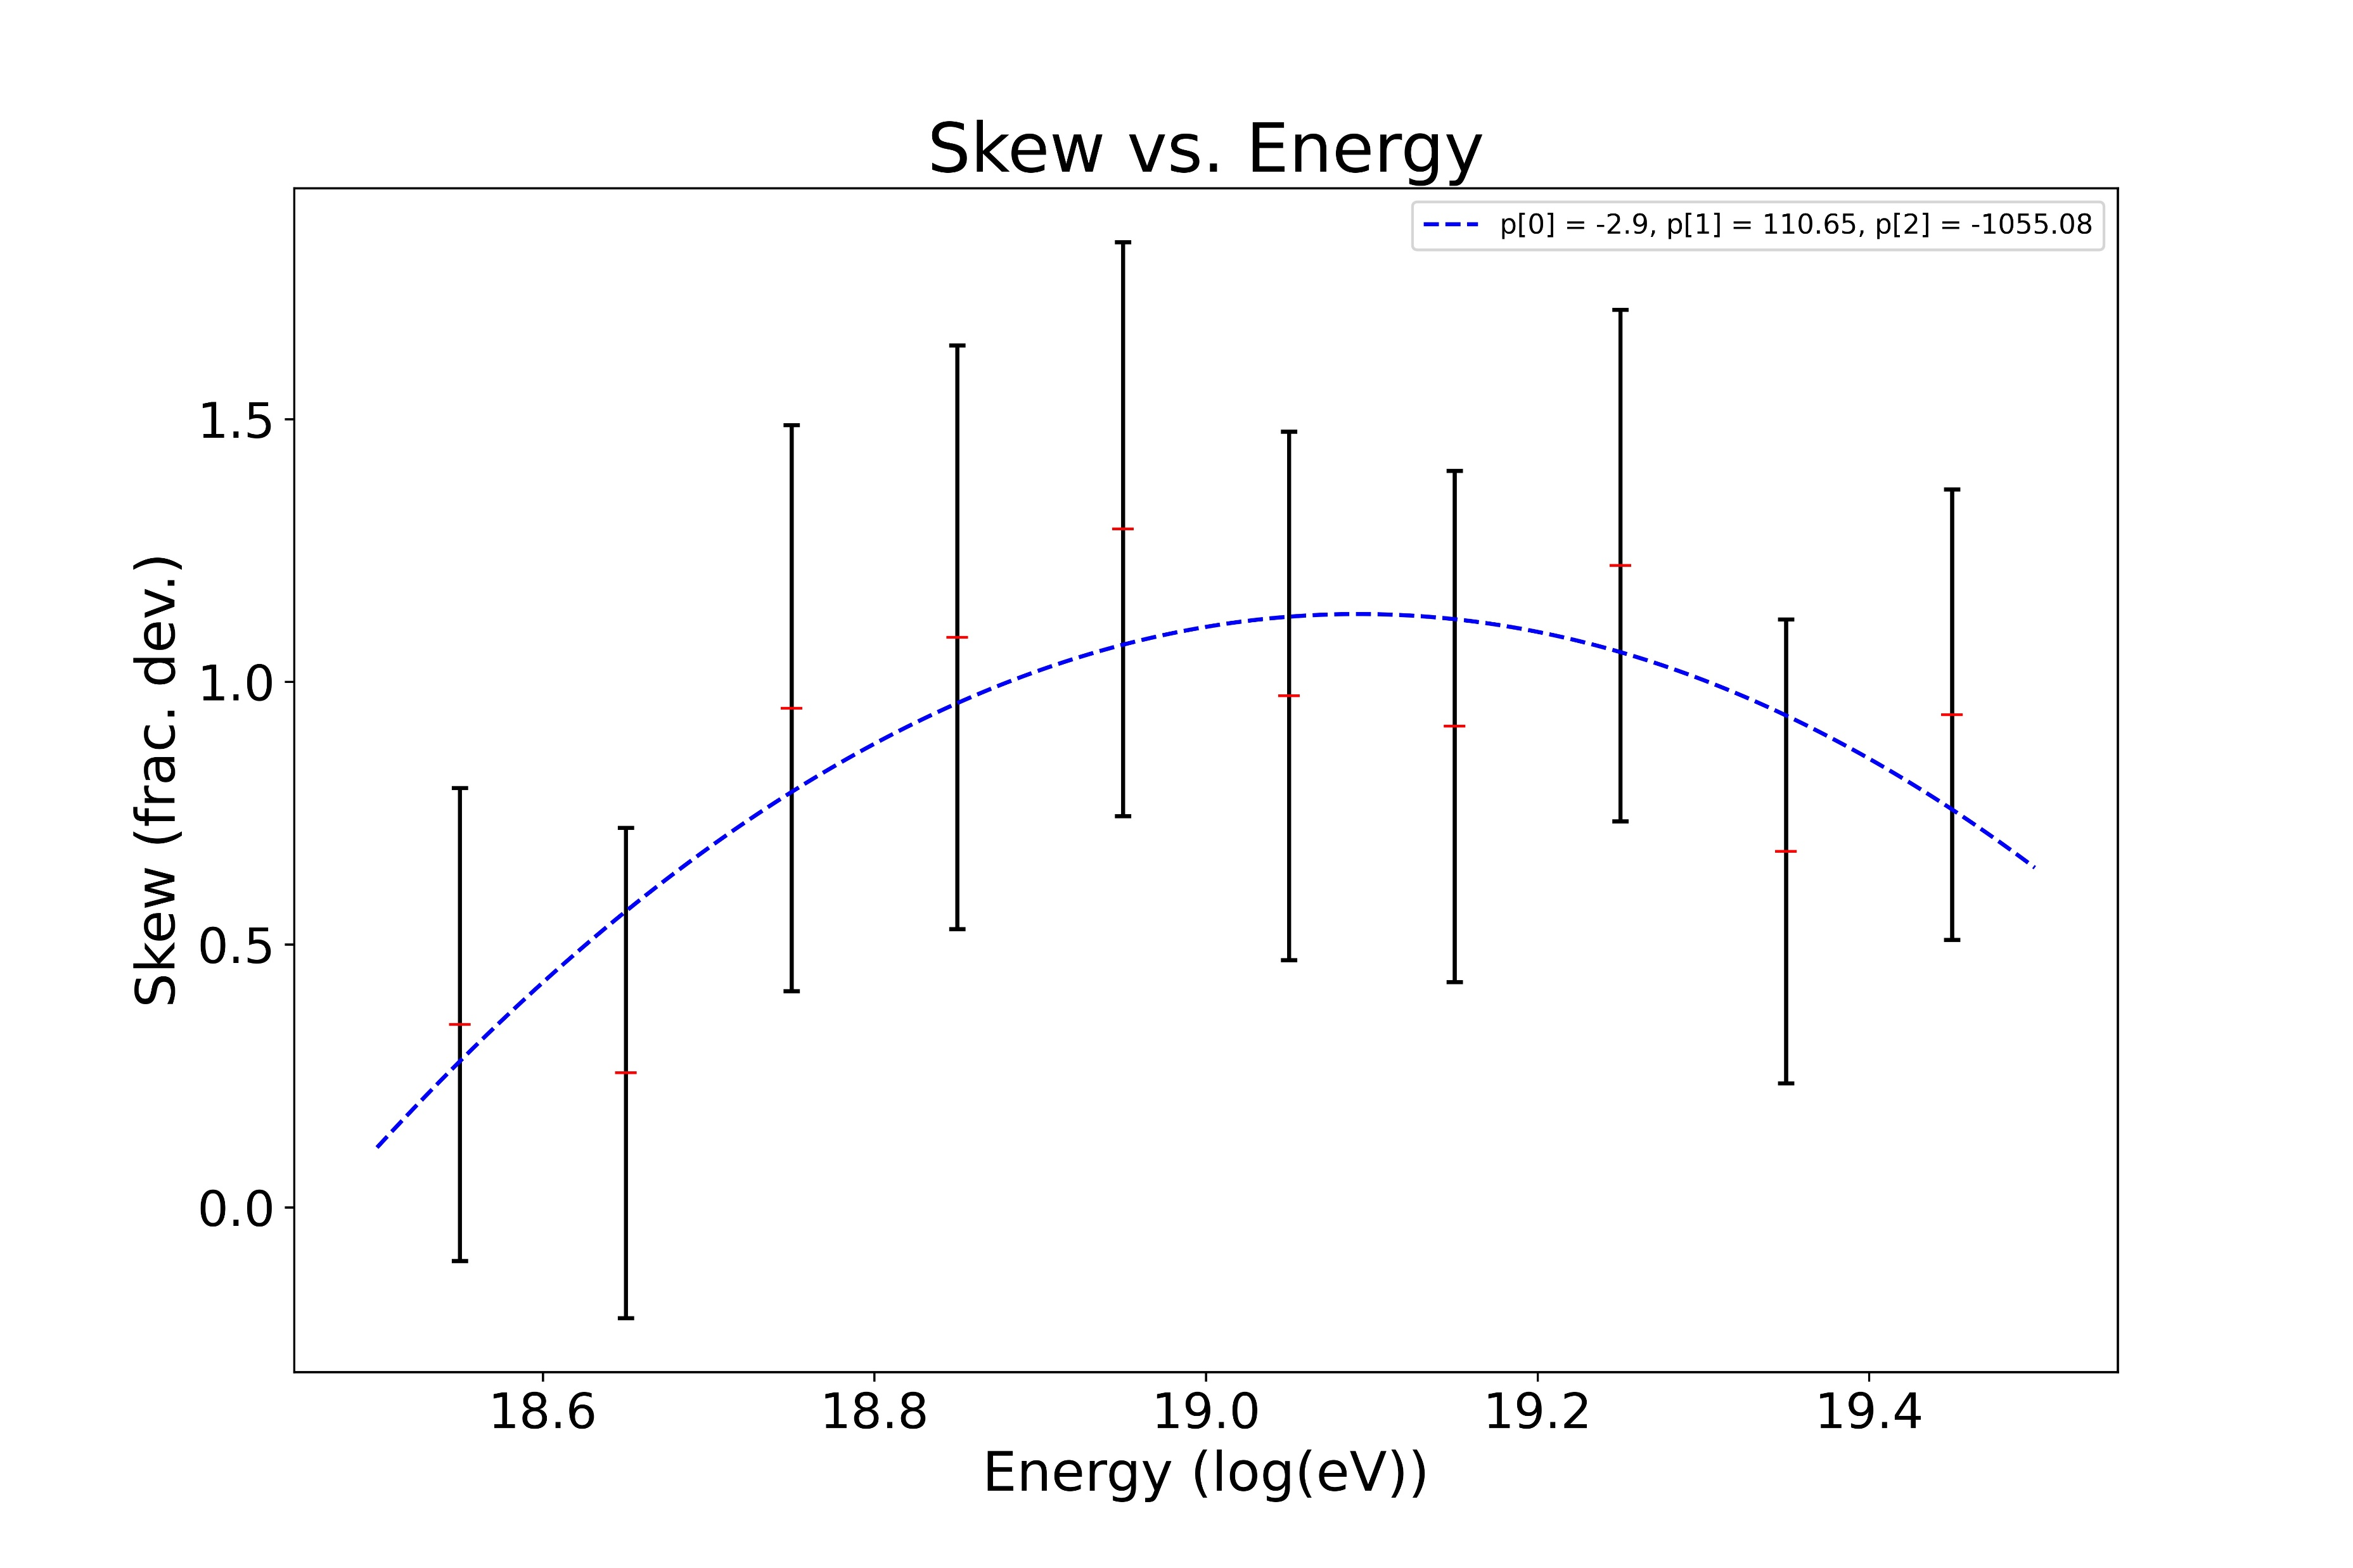 Skew vs. Energy
p[0] = -2.9, p[1] = 110.65, p[2] = -1055.08
Skew (frac. dev.)
1.5
1.0
0.5
0.0
18.6 18.8 19.0 19.2 19.4
Energy (log(eV))